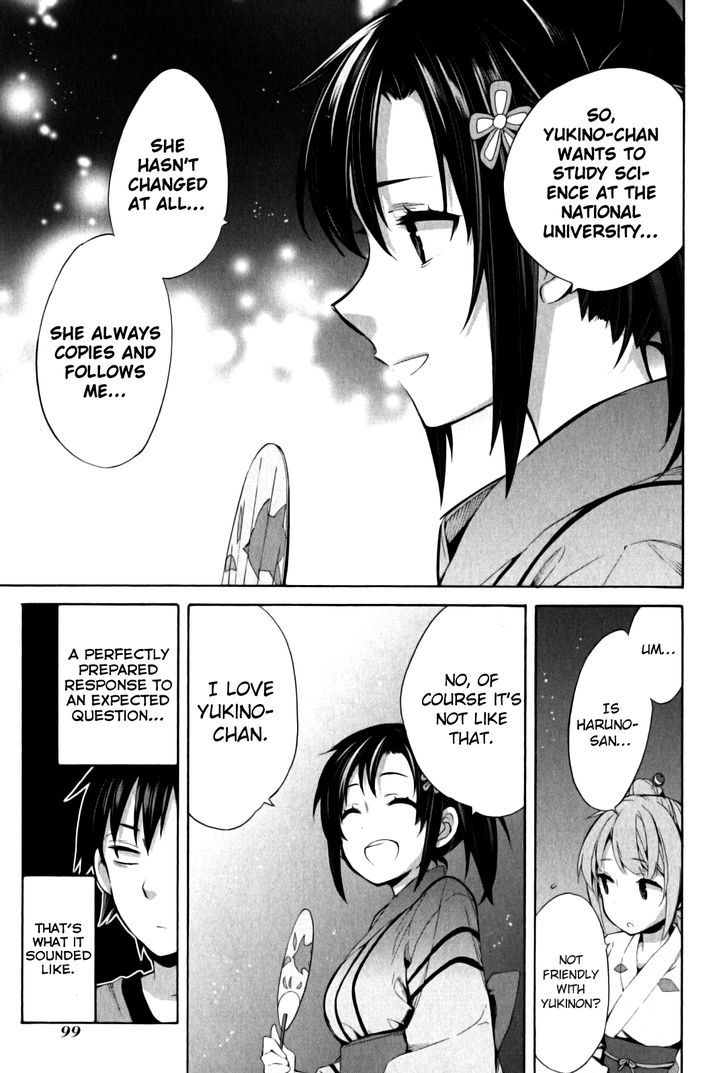 SO,
YUKINO-CHAN
WANTS TO
STUDY SCI-
ENCE AT THE
NATIONAL
UNIVERSITY...
SHE
HASN'T
CHANGED
AT ALL...
SHE ALWAYS
COPIES AND
FOLLOWS
ME...
UM...
IS
HARUNO-
SAN...
NOT
FRIENDLY
WITH
YUKINON?
NO, OF
COURSE IT'S
NOT LIKE
THAT.
I LOVE
YUKINO-
CHAN.
A PERFECTLY
PREPARED
RESPONSE TO
AN EXPECTED
QUESTION...
THAT'S
WHAT IT
SOUNDED
LIKE.
99